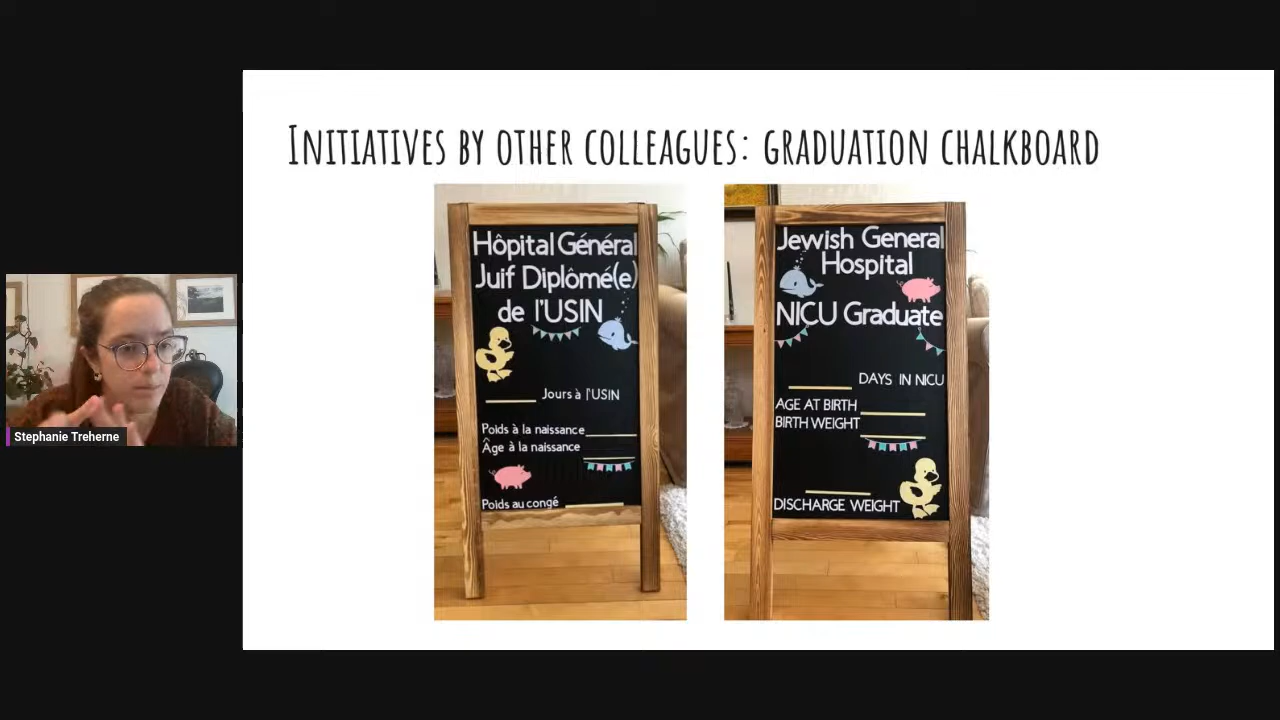 INITIATIVES BY OTHER COLLEAGUES: GRADUATION CHALKBOARD
Hôpital Général
Juif Diplômé(e)
de l'USIN
Jours à l'USIN
Poids à la naissance
Âge à la naissance
Poids au congé
Jewish General
Hospital
NICU Graduate
DAYS IN NICU
AGE AT BIRTH
BIRTH WEIGHT
DISCHARGE WEIGHT
Stephanie Treherne